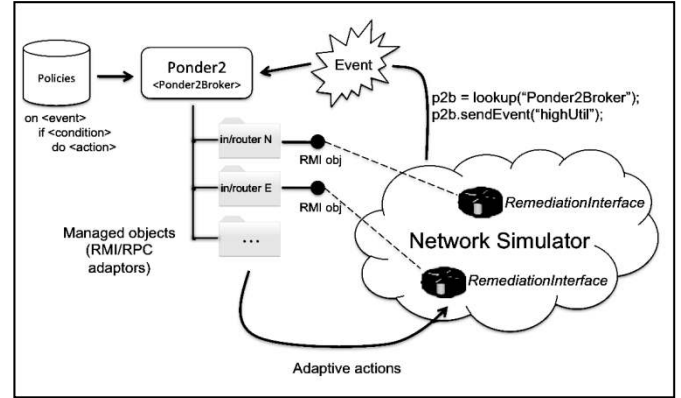 Policies
on <event>
if <condition>
do <action>
Ponder2
<Ponder2Broker>
Event
p2b = lookup("Ponder2Broker");
p2b.sendEvent("highUtil");
in/router N
RMI obj
in/router E
RMI obj
...
Managed objects
(RMI/RPC
adaptors)
RemediationInterface
Network Simulator
RemediationInterface
Adaptive actions